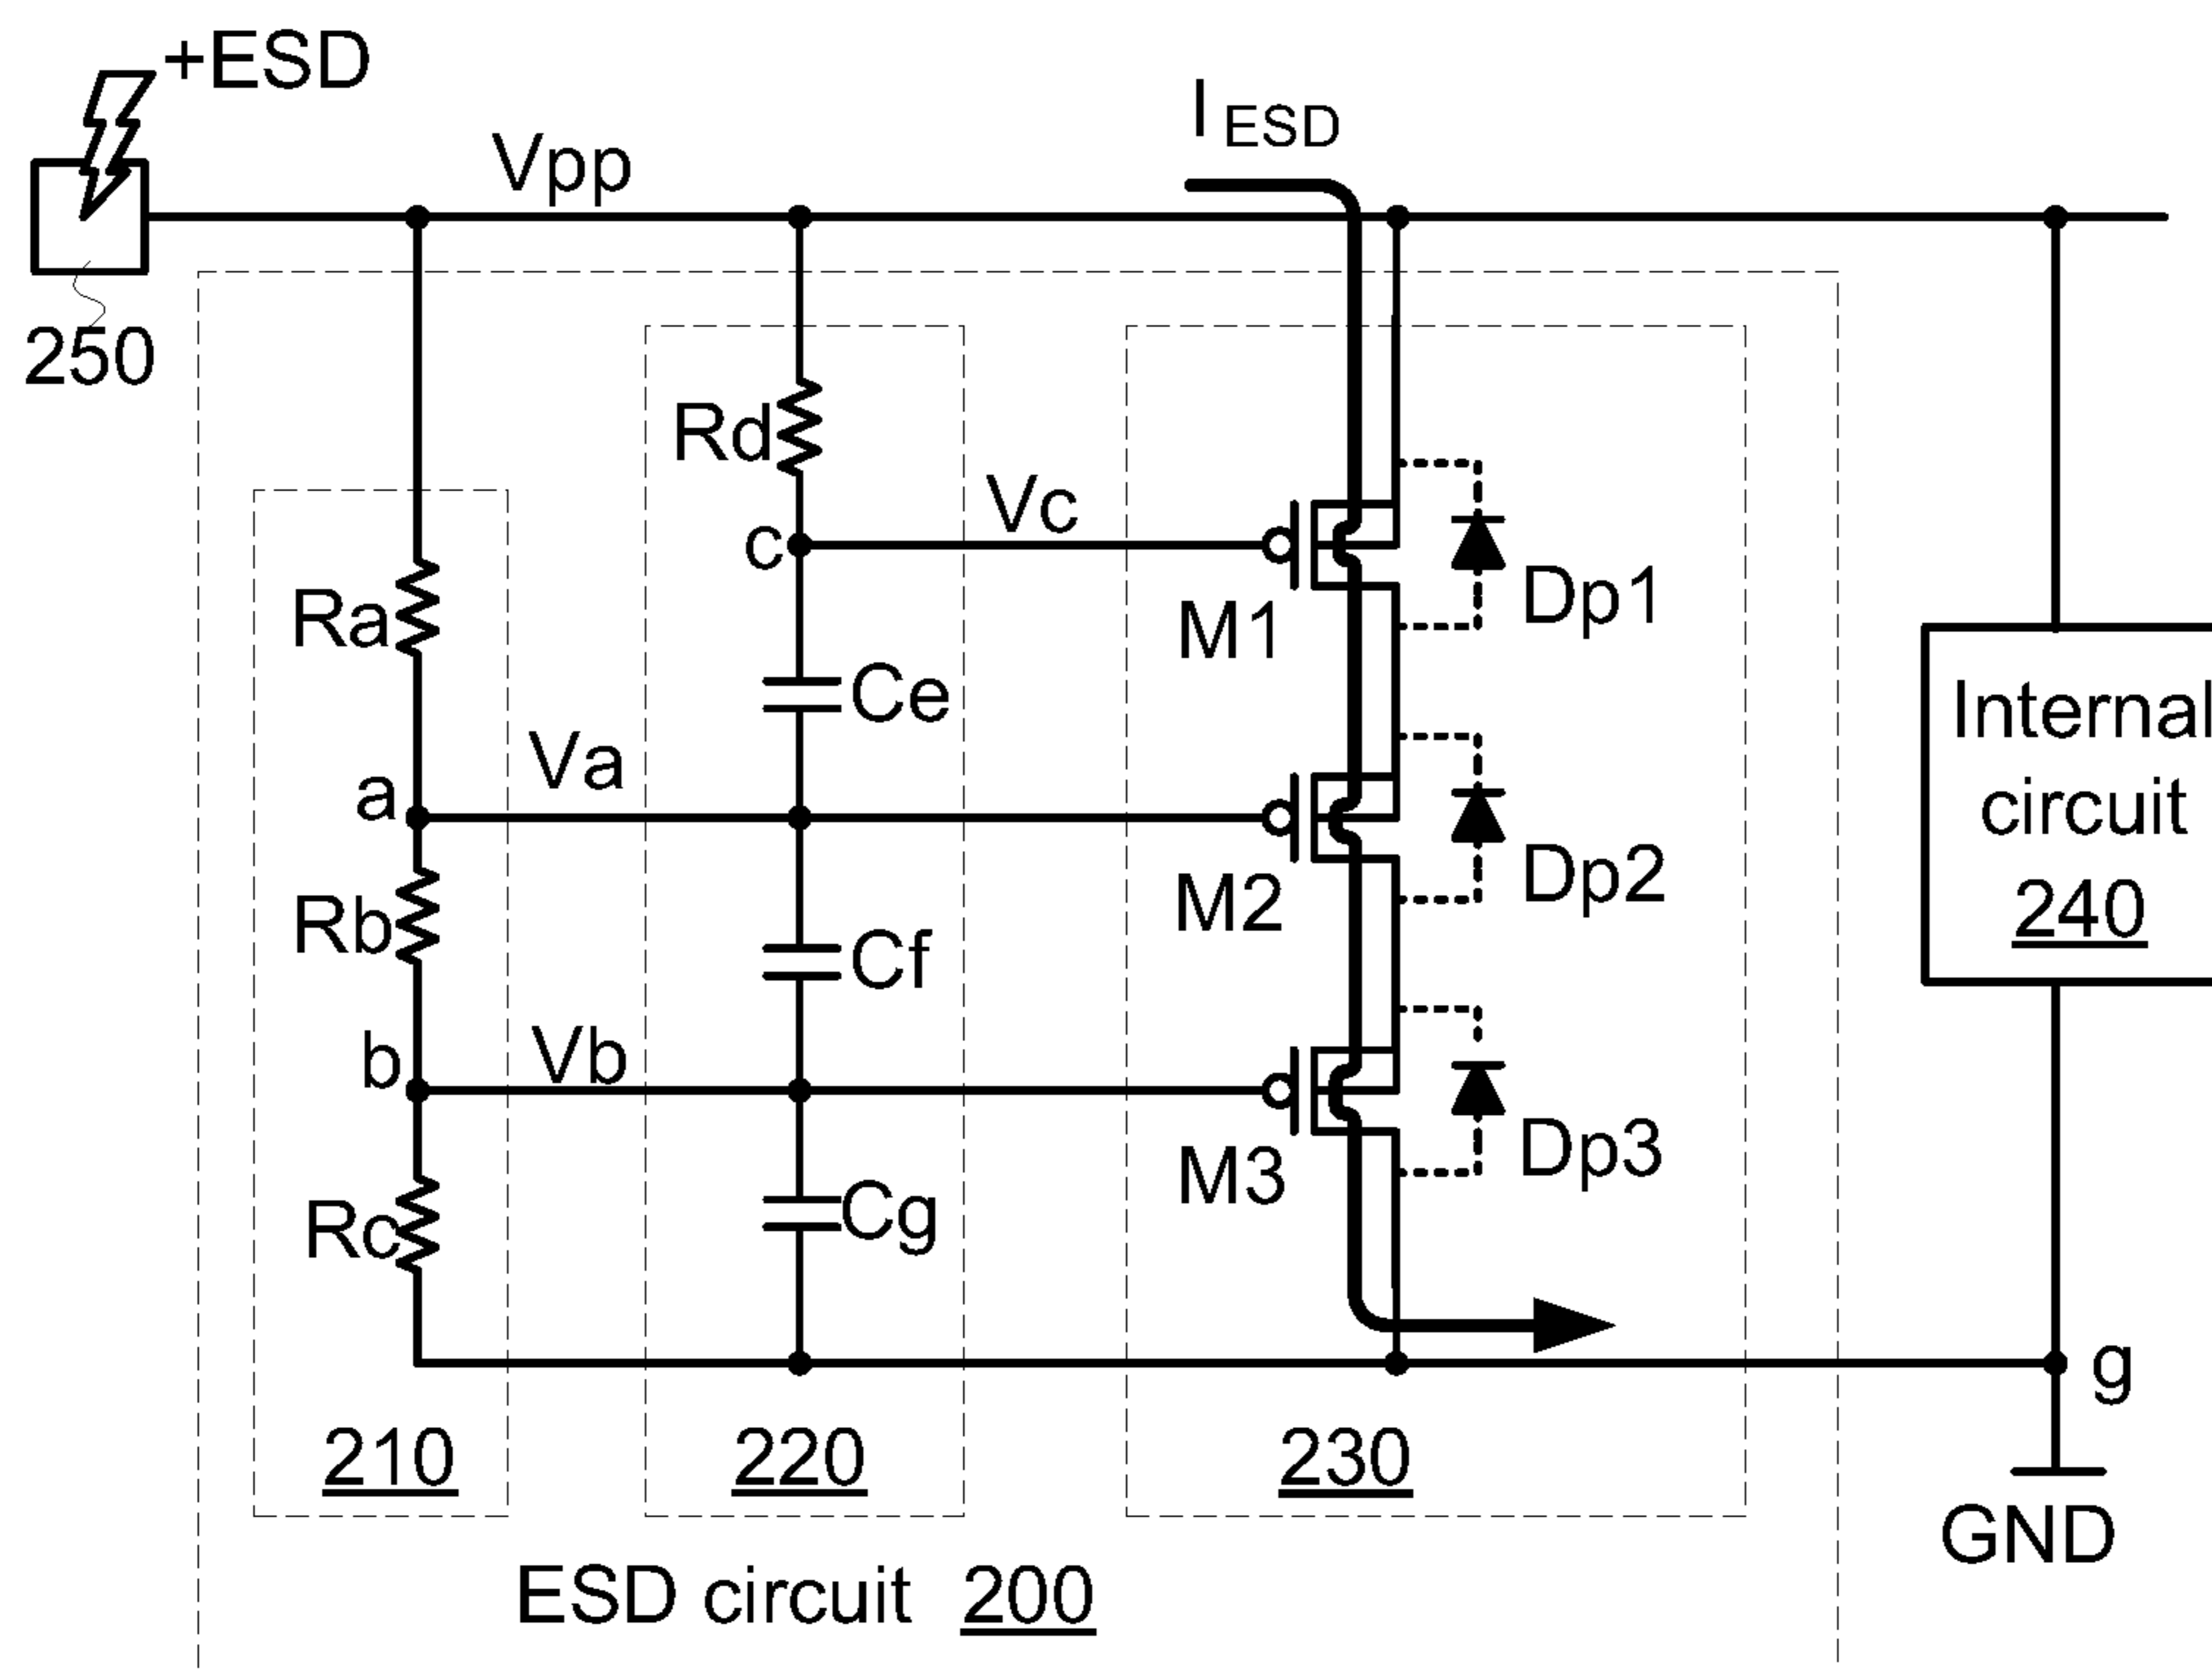 +ESD
I ESD
Vpp
250
Rd
Vc
c
Dp1
Ra
M1
Internal
circuit
240
Ce
Va
a
Dp2
M2
Rb
Cf
Vb
b
Dp3
M3
Cg
Rc
g
210
220
230
GND
ESD circuit 200